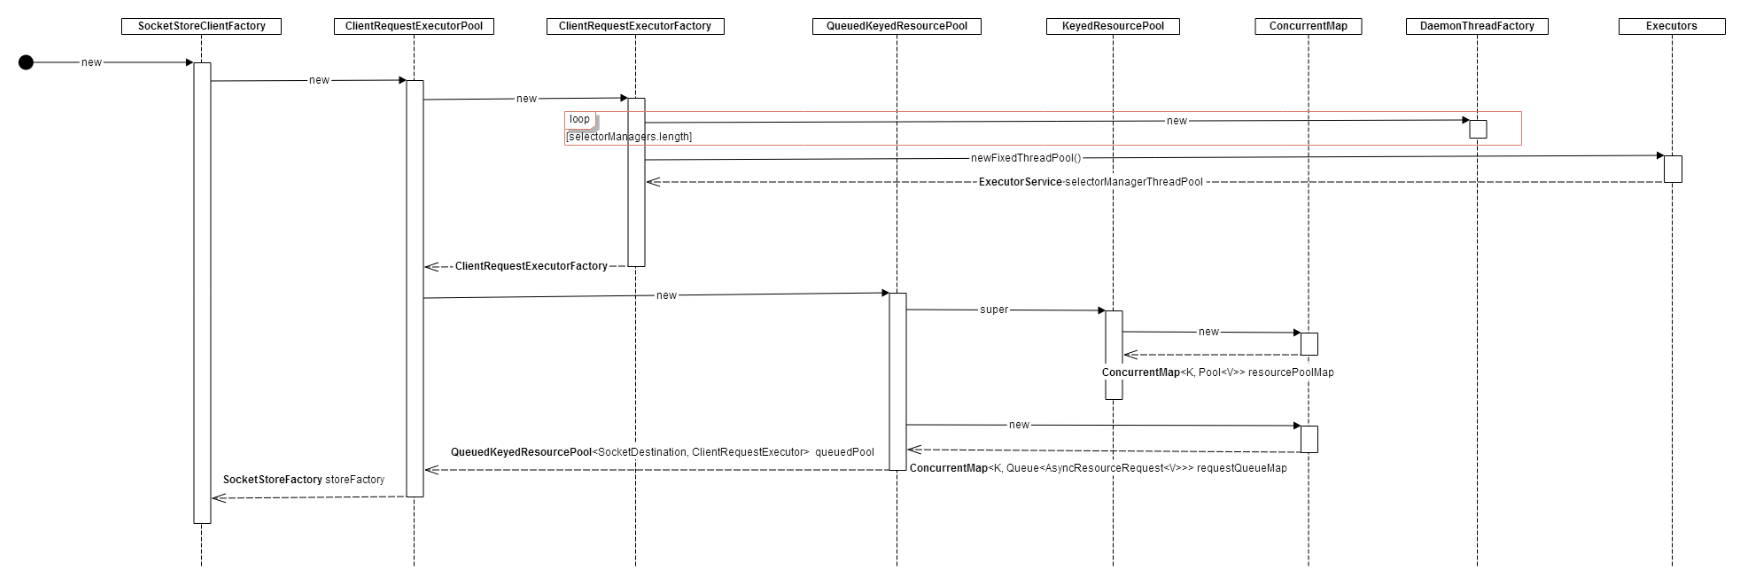 SocketStoreClientFactory
ClientRequestExecutorPool
ClientRequestExecutorFactory
QueuedKeyedResourcePool
KeyedResourcePool
ConcurrentMap
DaemonThreadFactory
Executors
new
new
new
loop
new
[selectorManagers.length]
newFixedThreadPool()
ExecutorService-selectorManagerThreadPool
ClientRequestExecutorFactory
new
super
new
ConcurrentMap<K, Pool<V>> resourcePoolMap
new
QueuedKeyedResourcePool<SocketDestination, ClientRequestExecutor> queuedPool
ConcurrentMap<K, Queue<AsyncResourceRequest<V>>> requestQueueMap
SocketStoreFactory storeFactory